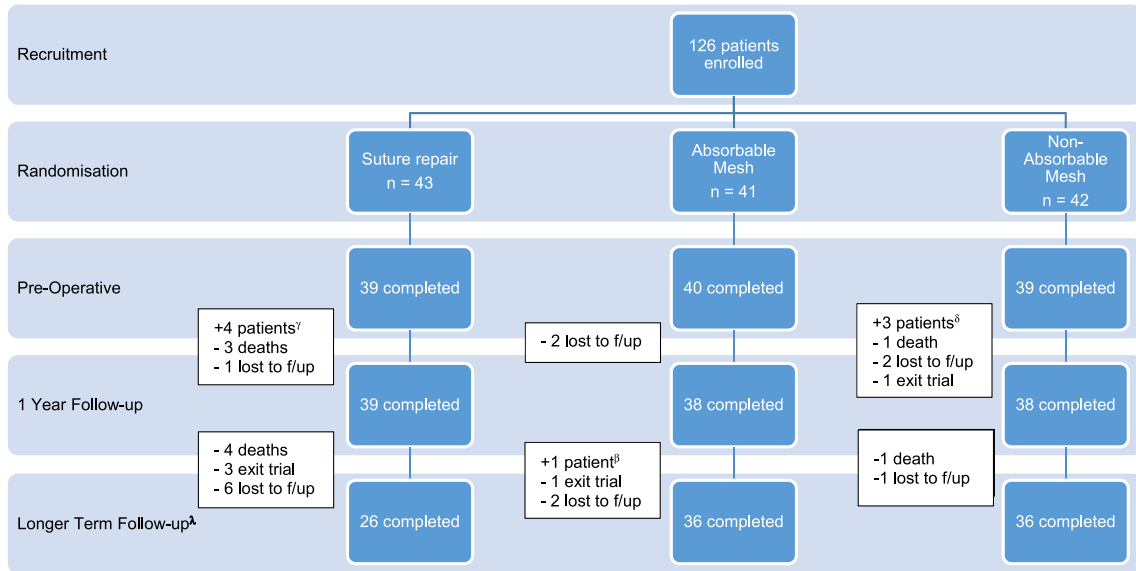 Recruitment
126 patients
enrolled
Randomisation
Suture repair
n = 43
Absorbable
Mesh
n = 41
Non-
Absorbable
Mesh
n = 42
Pre-Operative
39 completed
40 completed
39 completed
+4 patientsᵞ
- 3 deaths
- 1 lost to f/up
- 2 lost to f/up
+3 patientsᵟ
- 1 death
- 2 lost to f/up
- 1 exit trial
1 Year Follow-up
39 completed
38 completed
38 completed
- 4 deaths
- 3 exit trial
- 6 lost to f/up
+1 patientᵝ
- 1 exit trial
- 2 lost to f/up
-1 death
-1 lost to f/up
Longer Term Follow-up^λ
26 completed
36 completed
36 completed